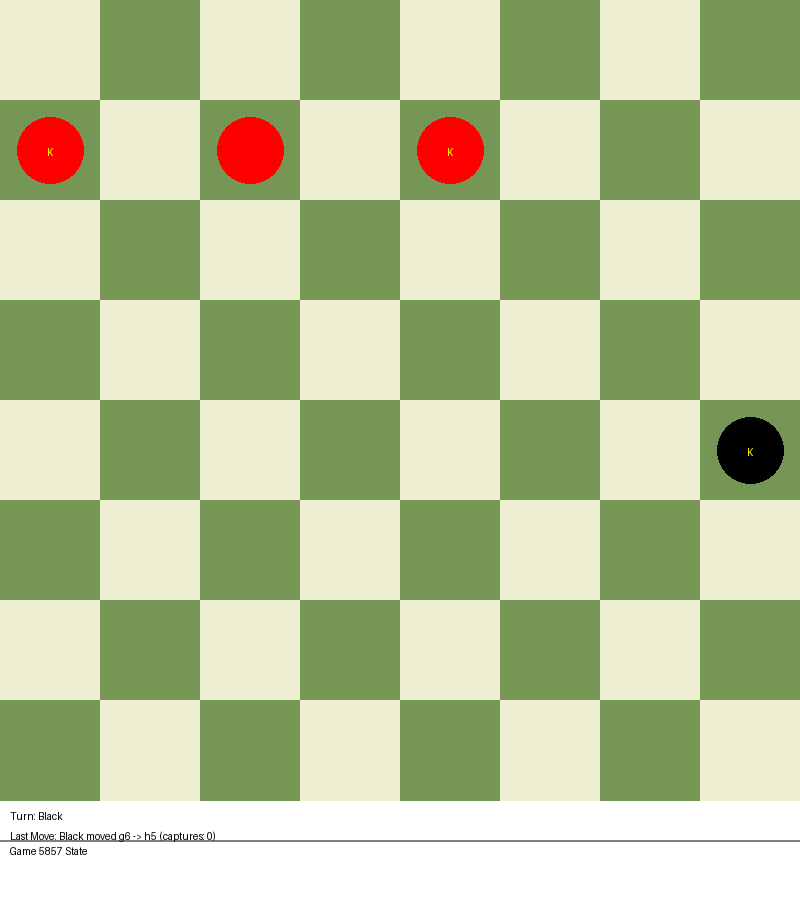 K
K
K
Turn: Black
Last Move: Black moved g6 -> h5 (captures: 0)
Game 5857 State